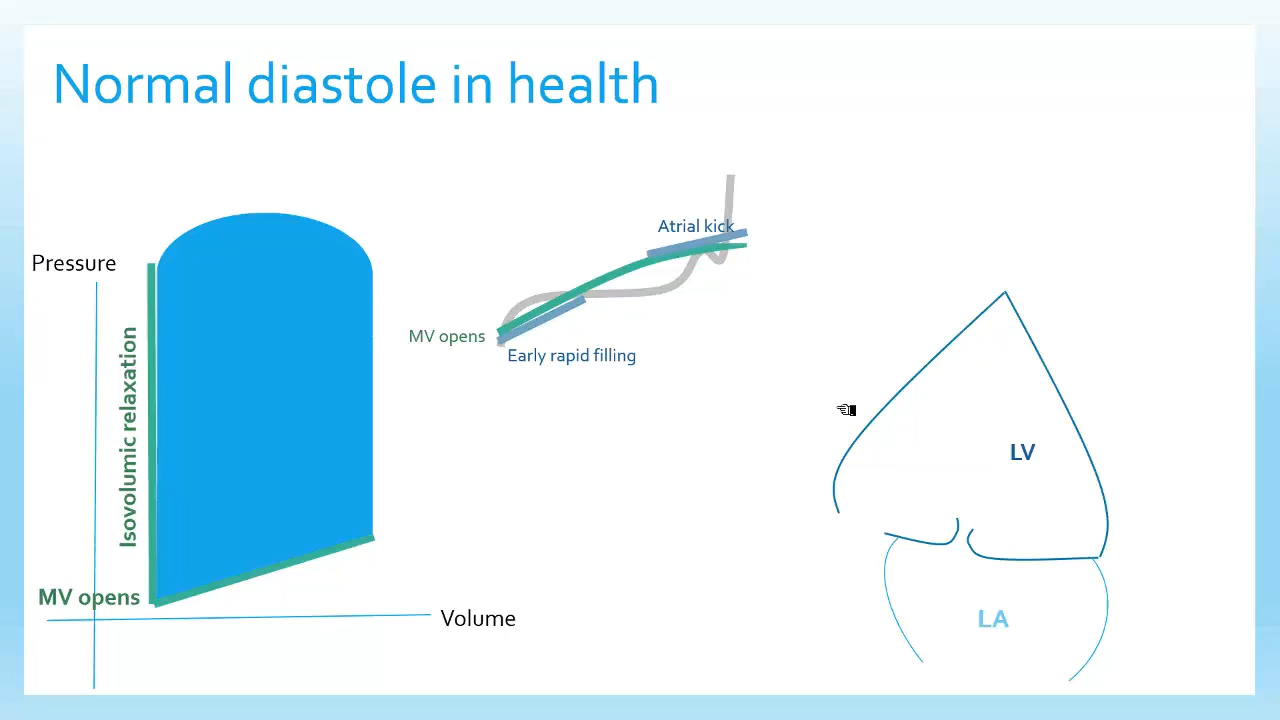 Normal diastole in health
Atrial kick
Pressure
MV opens
Early rapid filling
Isovolumic relaxation
LV
MV opens
Volume
LA